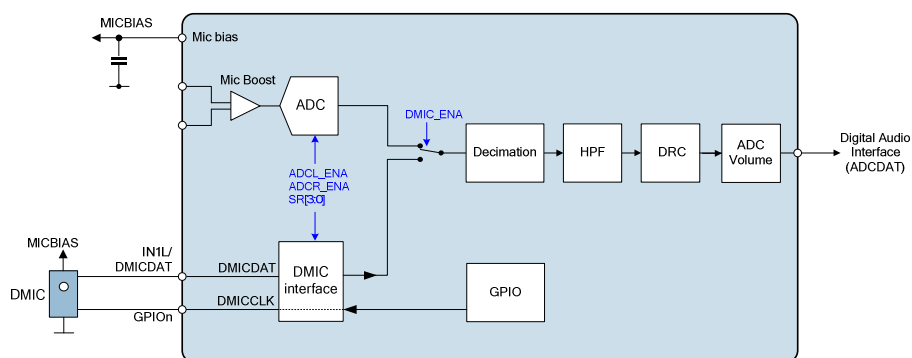 MICBIAS
Mic bias
Mic Boost
ADC
DMIC_ENA
Decimation
HPF
DRC
ADC
Volume
Digital Audio
Interface
(ADCDAT)
ADCL_ENA
ADCR_ENA
SR[3:0]
MICBIAS
IN1L/
DMICDAT
DMICDAT
DMIC
interface
DMIC
DMICCLK
GPIOn
GPIO